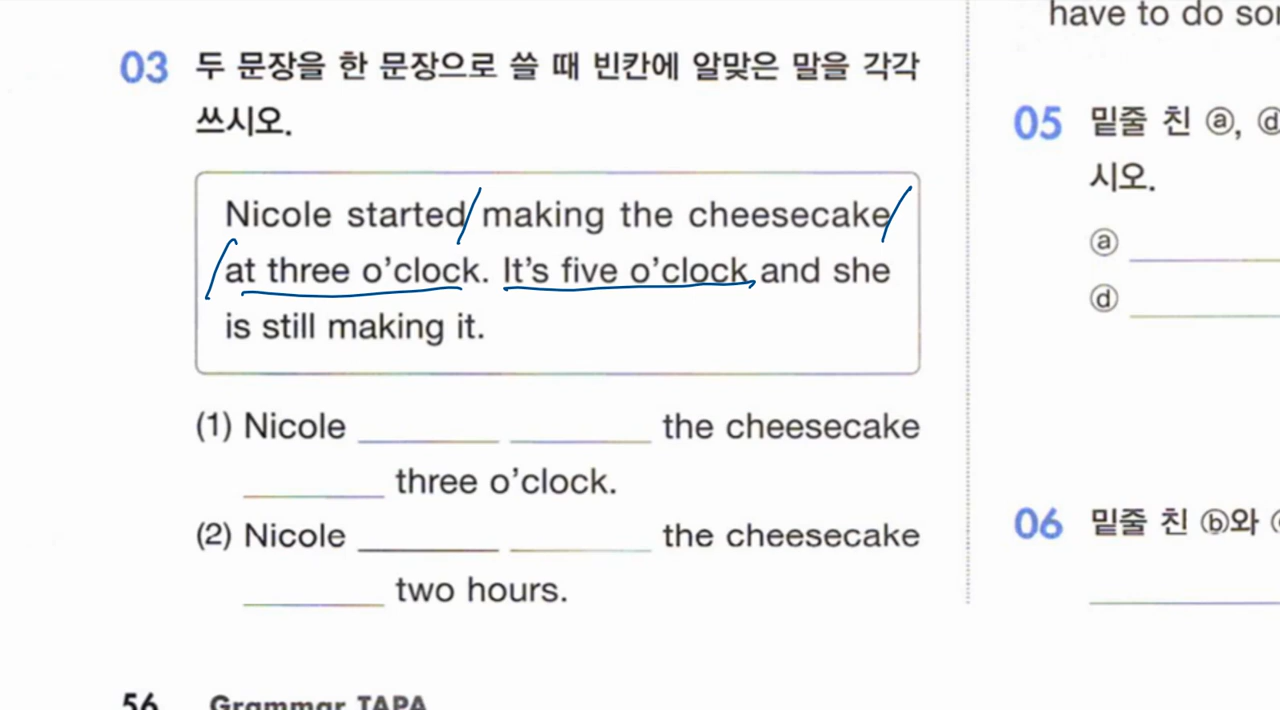 have to do
03 두 문장을 한 문장으로 쓸 때 빈칸에 알맞은 말을 각각
쓰시오.
Nicole started making the cheesecake
at three o'clock. It's five o'clock and she
is still making it.
(1) Nicole ________ ________ the cheesecake
________ three o'clock.
(2) Nicole ________ ________ the cheesecake
________ two hours.
56 Grammar TAPA
05 밑줄 친 ⓐ, ⓓ
시오.
ⓐ ________
ⓓ ________
06 밑줄 친 ⓑ와